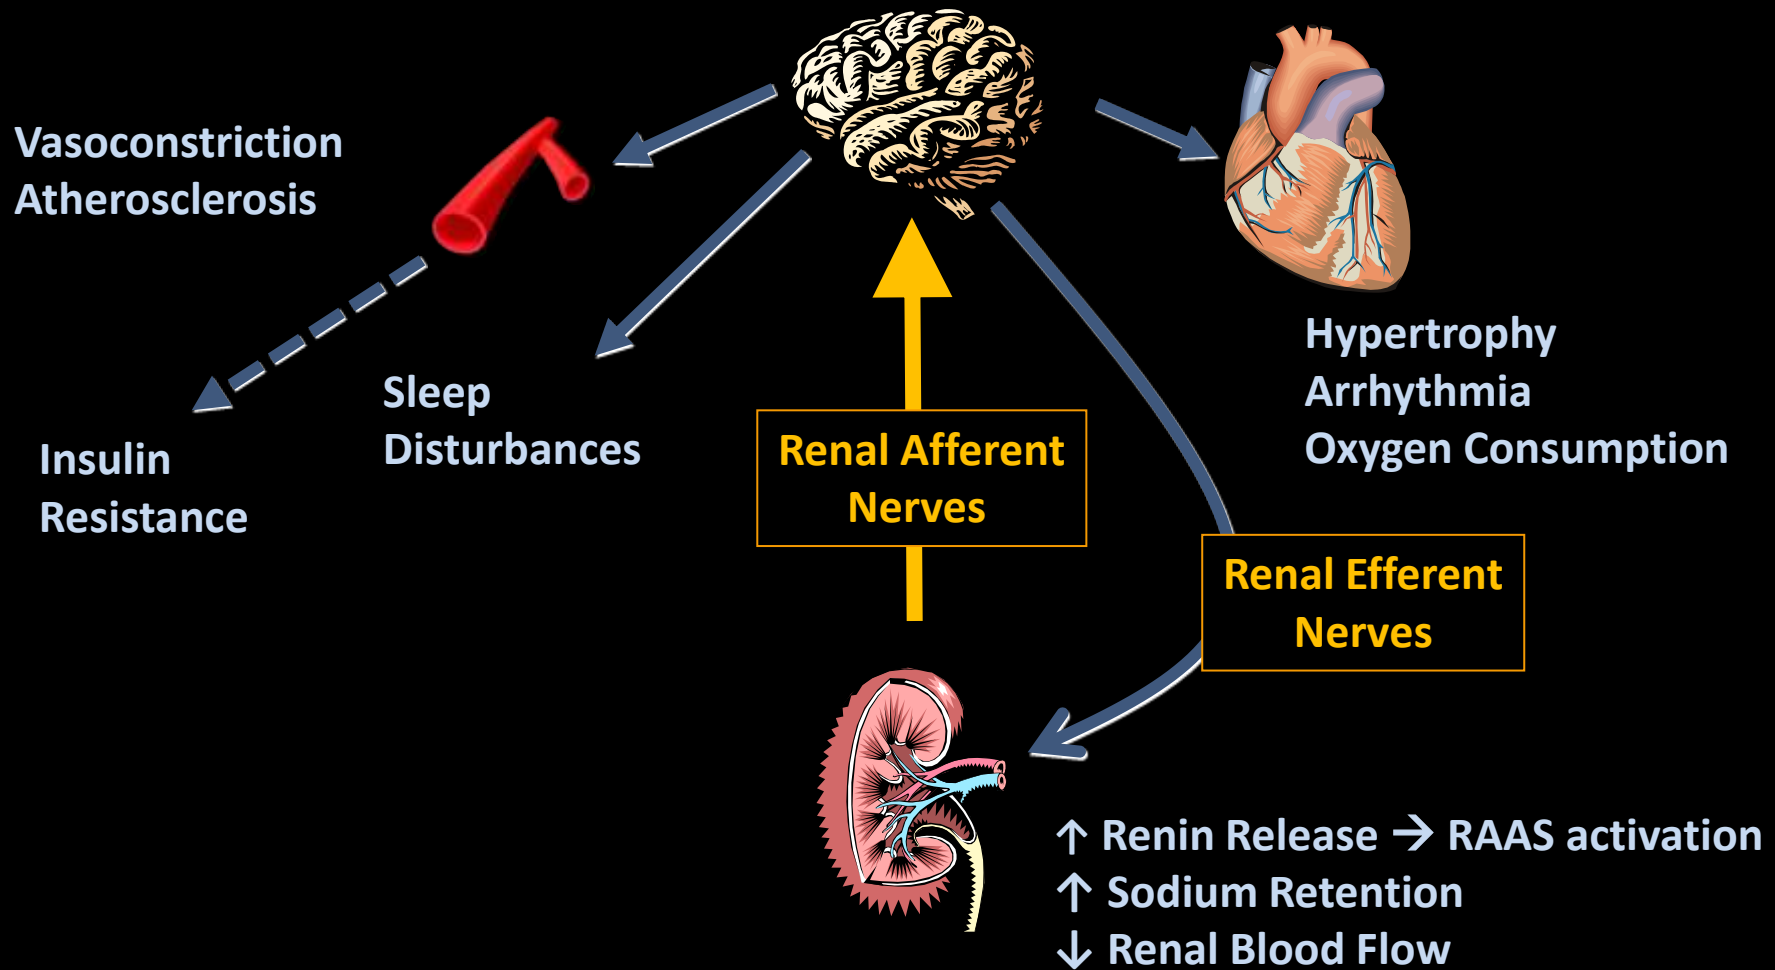 Vasoconstriction
Atherosclerosis
Insulin
Resistance
Sleep
Disturbances
Renal Afferent
Nerves
Hypertrophy
Arrhythmia
Oxygen Consumption
Renal Efferent
Nerves
↑ Renin Release → RAAS activation
↑ Sodium Retention
↓ Renal Blood Flow